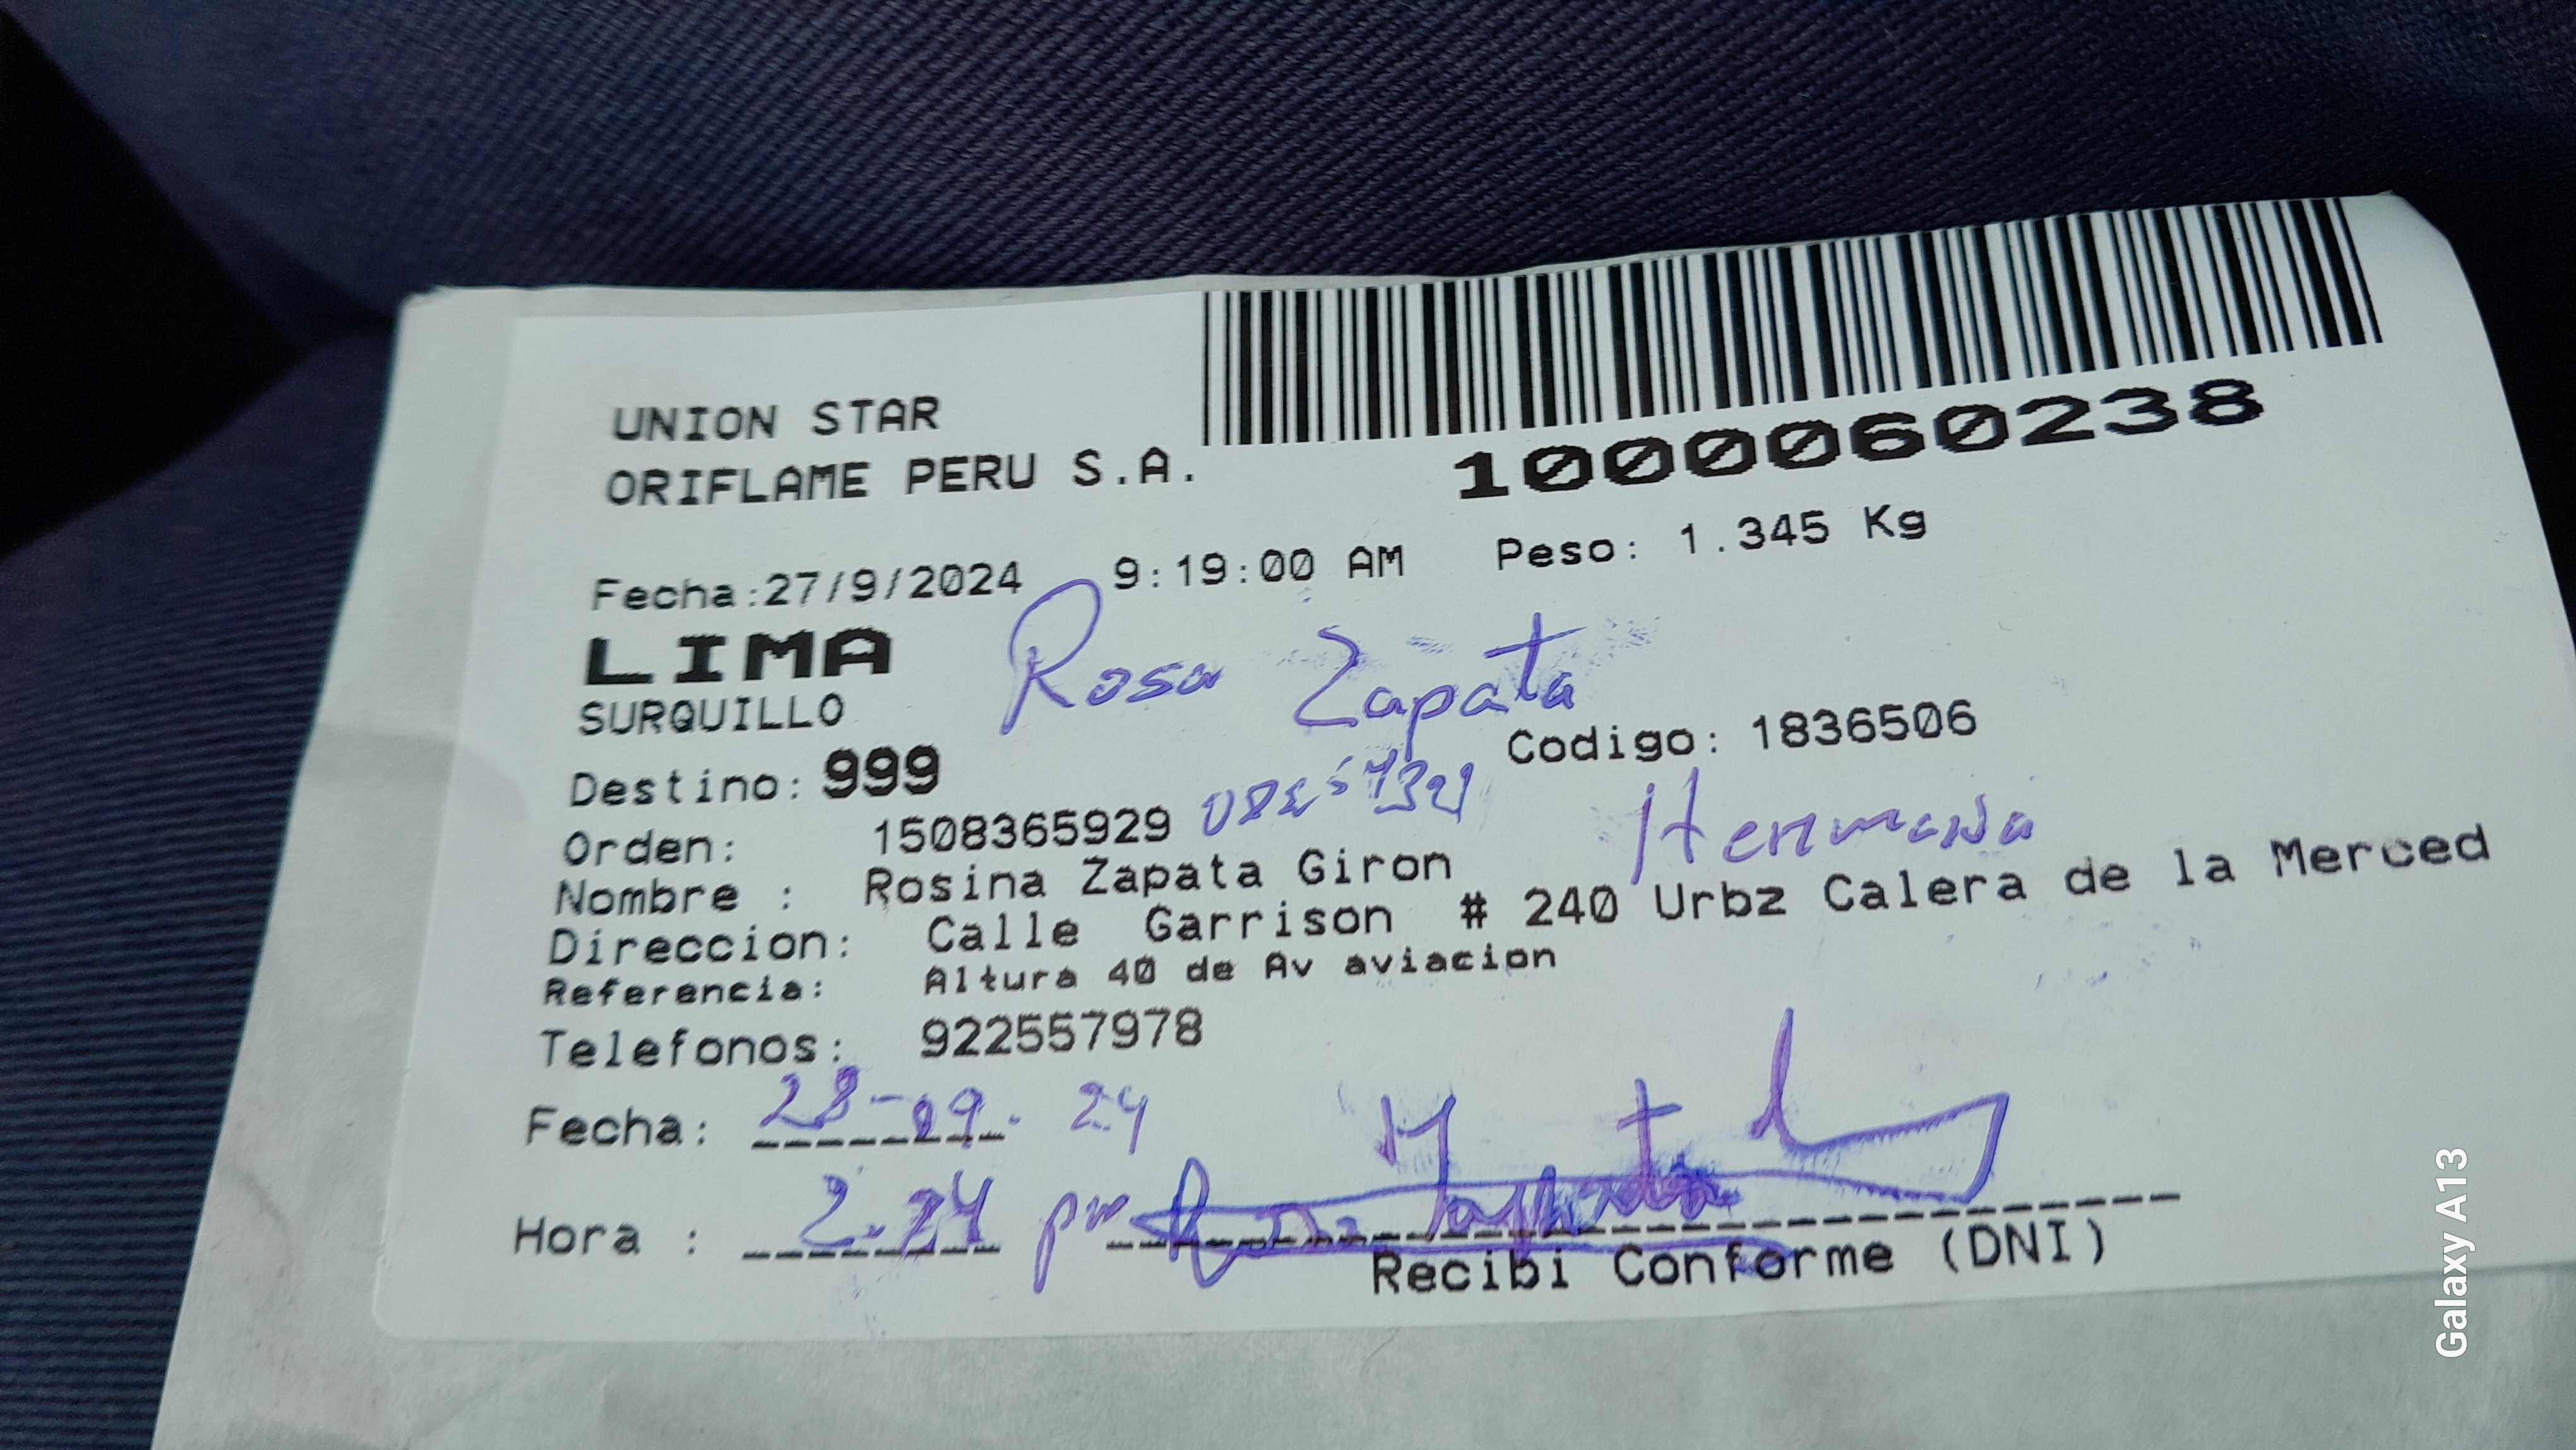 UNION STAR
ORIFLAME PERU S.A.
1000060238
Fecha:27/9/2024 9:19:00 AM Peso: 1.345 Kg
LIMA
Rosa Zapata
SURQUILLO
Destino: 999 Codigo: 1836506
Orden: 1508365929
Hermana
Nombre : Rosina Zapata Giron
Direccion: Calle Garrison # 240 Urbz Calera de la Merced
Referencia: Altura 40 de Av aviacion
Telefonos: 922557978
Fecha: 28-09-24
Hora : 2.24 pm
Recibi Conforme (DNI)
Galaxy A13